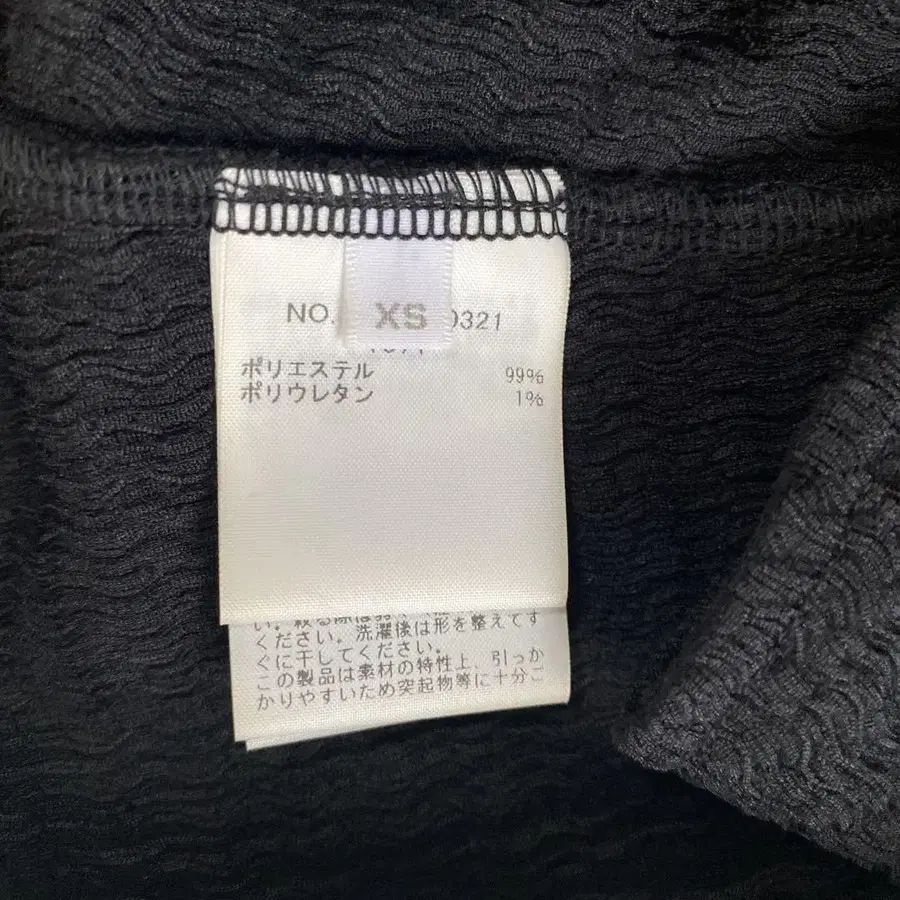 NO. XS 0321
ポリエステル 99%
ポリウレタン 1%
ください。洗濯後は形を整えてす
ぐに干してください。
この製品は素材の特性上、引っか
かりやすいため突起物等に十分ご